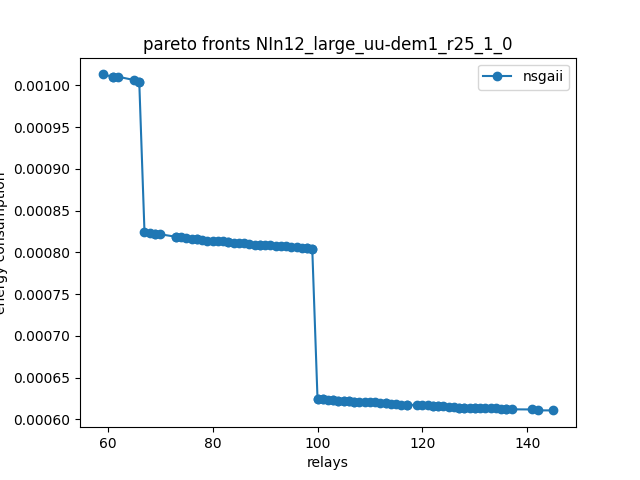 pareto fronts NIn12_large_uu-dem1_r25_1_0
nsgaii
0.00100
0.00095
0.00090
0.00085
0.00080
0.00075
0.00070
0.00065
0.00060
energy consumption
60 80 100 120 140
relays